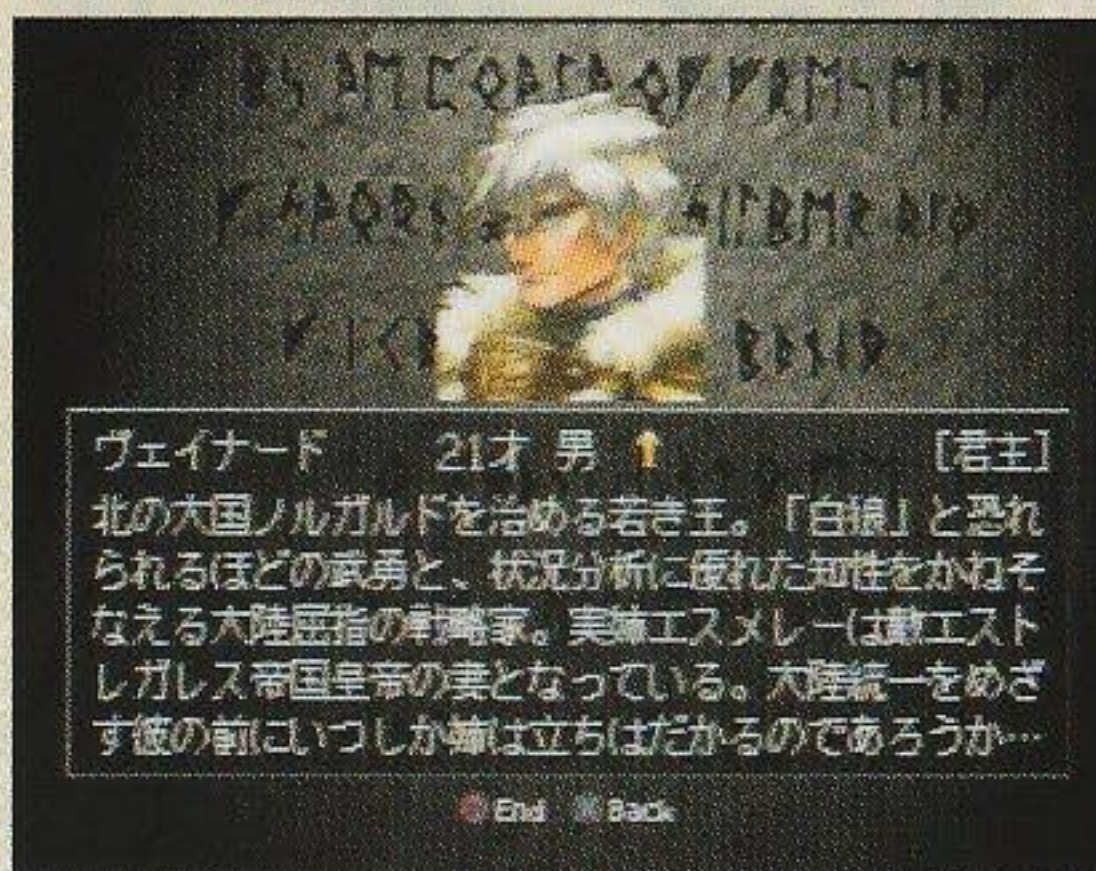 ヴェイナード 21才 男 ↑ [君主]
北の大国ノルガルドを治める若き王。「白狼」と恐れ
られるほどの武勇と、状況分析に優れた知性をかねそ
なえる大陸屈指の戦略家。実姉エスメレーは敵エスト
レガレス帝国皇帝の妻となっている。大陸統一をめざ
す彼の前にいつしか姉は立ちはだかるのであろうか…
End Back